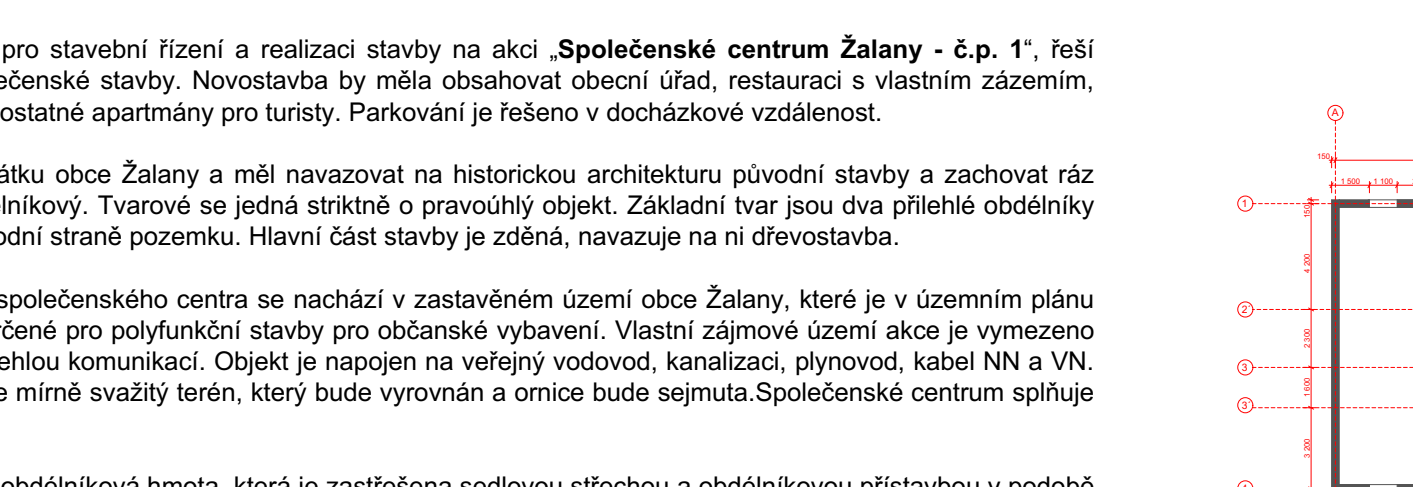 pro stavební řízení a realizaci stavby na akci „Společenské centrum Žalany - č.p. 1“, řeší
ečenské stavby. Novostavba by měla obsahovat obecní úřad, restauraci s vlastním zázemím,
ostatné apartmány pro turisty. Parkování je řešeno v docházkové vzdálenost.
átku obce Žalany a měl navazovat na historickou architekturu původní stavby a zachovat ráz
lníkový. Tvarové se jedná striktně o pravoúhlý objekt. Základní tvar jsou dva přilehlé obdélníky
odní straně pozemku. Hlavní část stavby je zděná, navazuje na ni dřevostavba.
společenského centra se nachází v zastavěném území obce Žalany, které je v územním plánu
rčené pro polyfunkční stavby pro občanské vybavení. Vlastní zájmové území akce je vymezeno
ehlou komunikací. Objekt je napojen na veřejný vodovod, kanalizaci, plynovod, kabel NN a VN.
e mírně svažitý terén, který bude vyrovnán a ornice bude sejmuta.Společenské centrum splňuje
obdélníková hmota, která je zastřešena sedlovou střechou a obdélníkovou přístavbou v podobě
A
150
1 500 1 100
1
150
4 200
2´
2 300
3
1 600
3´
3 200